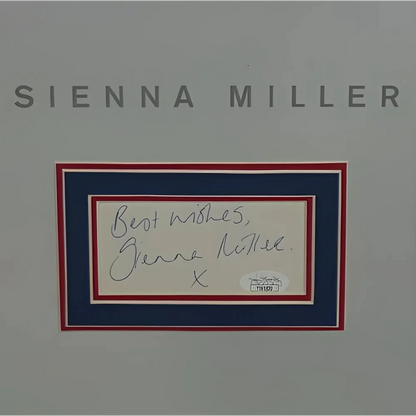 SIENNA MILLER
Best wishes,
Sienna Miller.
X